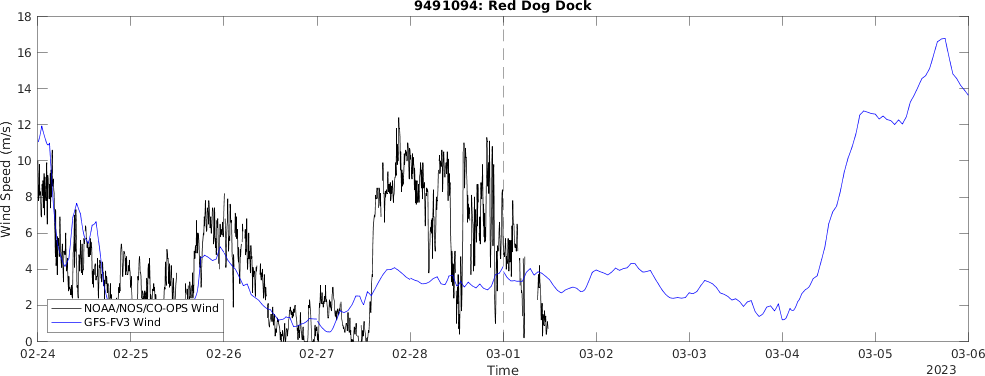 9491094: Red Dog Dock
18
16
14
12
10
8
6
4
2
0
Wind Speed (m/s)
NOAA/NOS/CO-OPS Wind
GFS-FV3 Wind
02-24 02-25 02-26 02-27 02-28 03-01 03-02 03-03 03-04 03-05 03-06
Time
2023